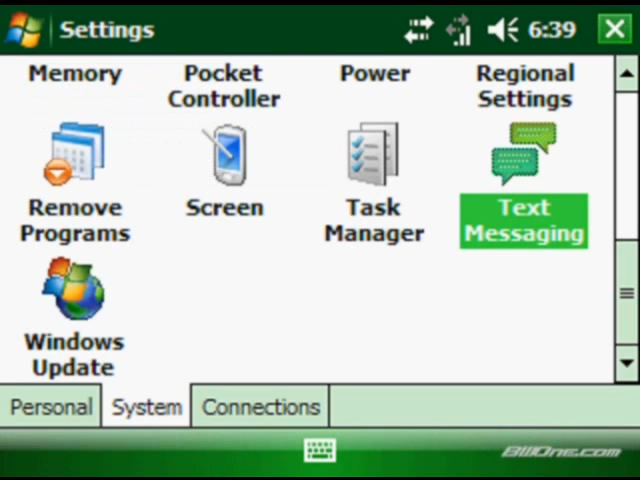 Settings
6:39
Memory
Pocket
Controller
Power
Regional
Settings
Remove
Programs
Screen
Task
Manager
Text
Messaging
Windows
Update
Personal
System
Connections
BillOne.com